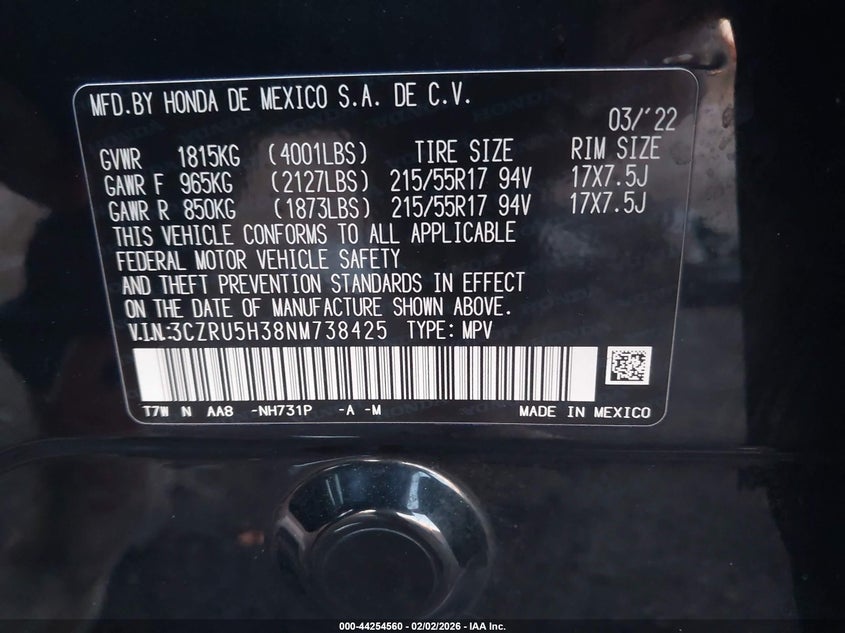 MFD.BY HONDA DE MEXICO S.A. DE C.V.
03/'22
GVWR 1815KG (4001LBS) TIRE SIZE RIM SIZE
GAWR F 965KG (2127LBS) 215/55R17 94V 17X7.5J
GAWR R 850KG (1873LBS) 215/55R17 94V 17X7.5J
THIS VEHICLE CONFORMS TO ALL APPLICABLE
FEDERAL MOTOR VEHICLE SAFETY
AND THEFT PREVENTION STANDARDS IN EFFECT
ON THE DATE OF MANUFACTURE SHOWN ABOVE.
V.I.N:3CZRU5H38NM738425 TYPE: MPV
T7W N AA8 -NH731P -A -M MADE IN MEXICO
000-44254560 - 02/02/2026 - IAA Inc.